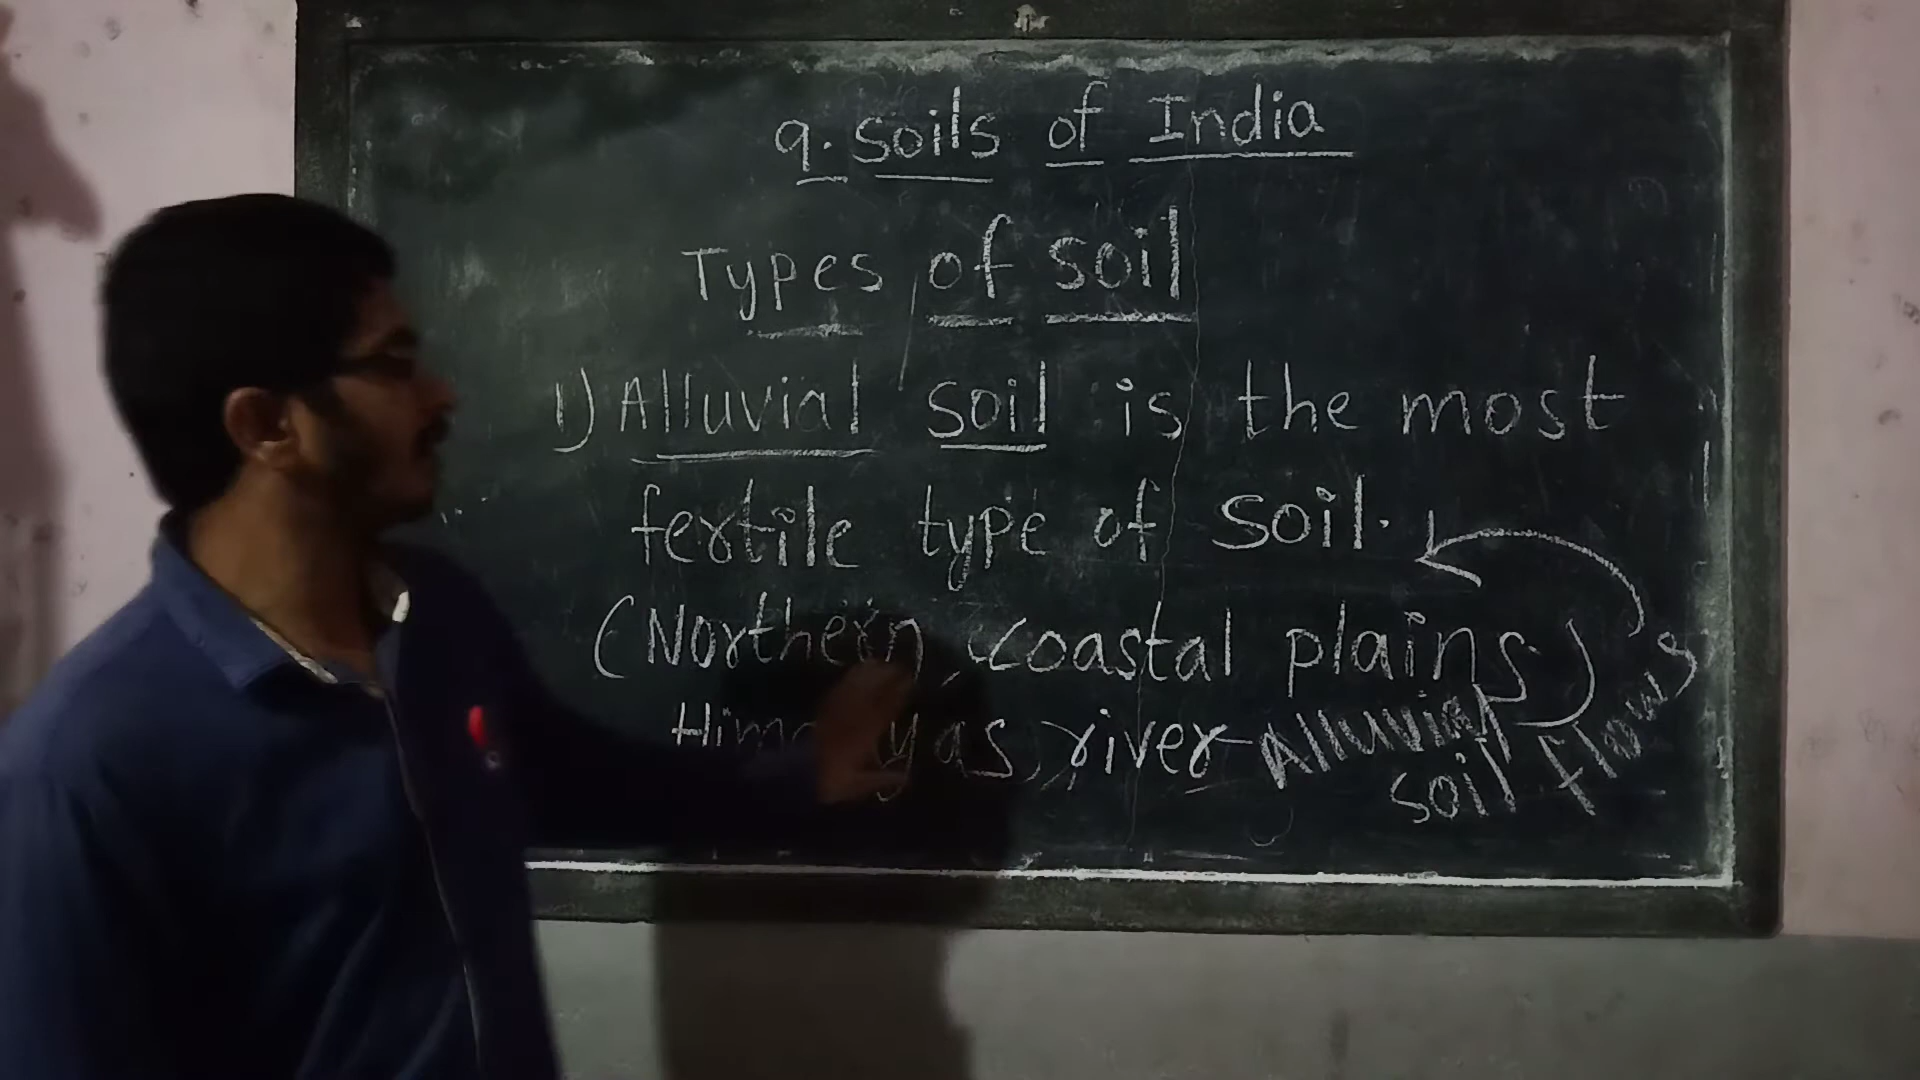 9. Soils of India
Types of soil
1) Alluvial soil is the most
fertile type of soil.
(Northern, coastal plains)
river Alluvial
soil flows